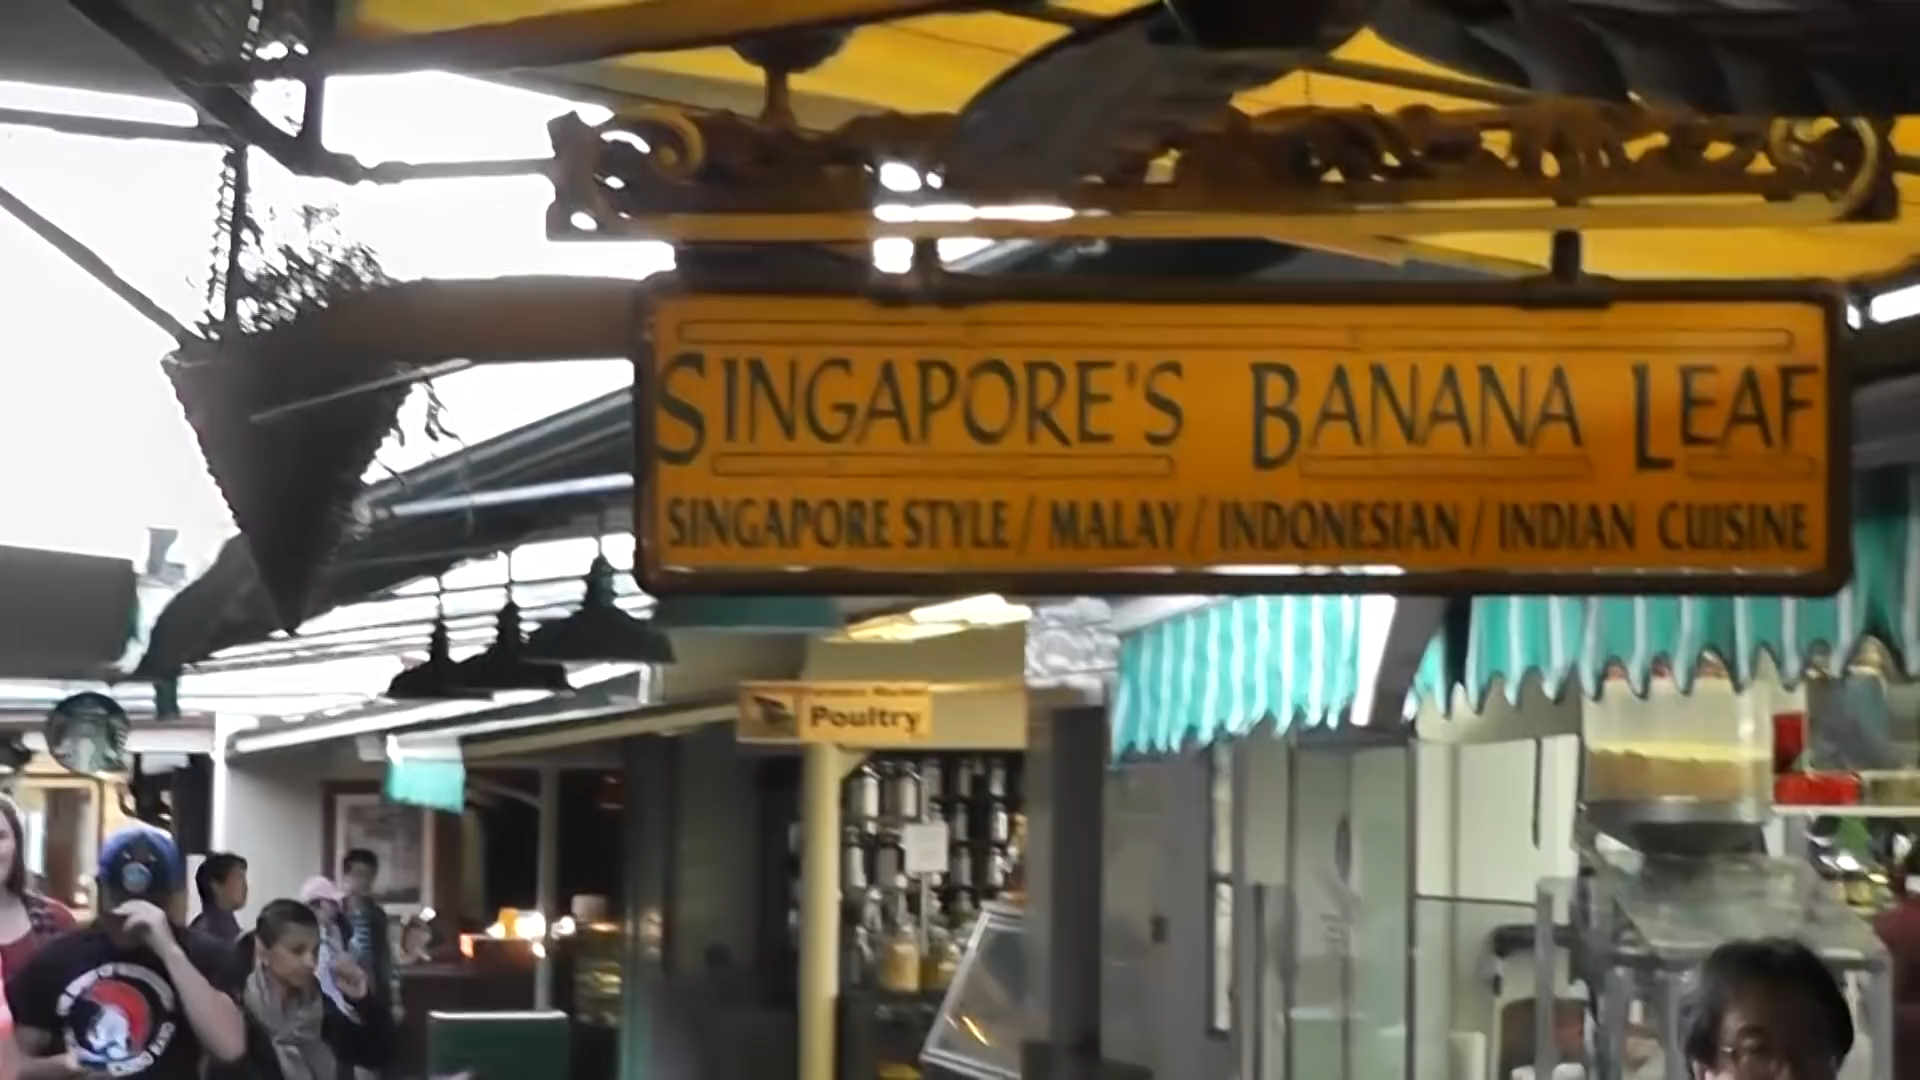 SINGAPORE'S BANANA LEAF
SINGAPORE STYLE / MALAY / INDONESIAN / INDIAN CUISINE
Poultry